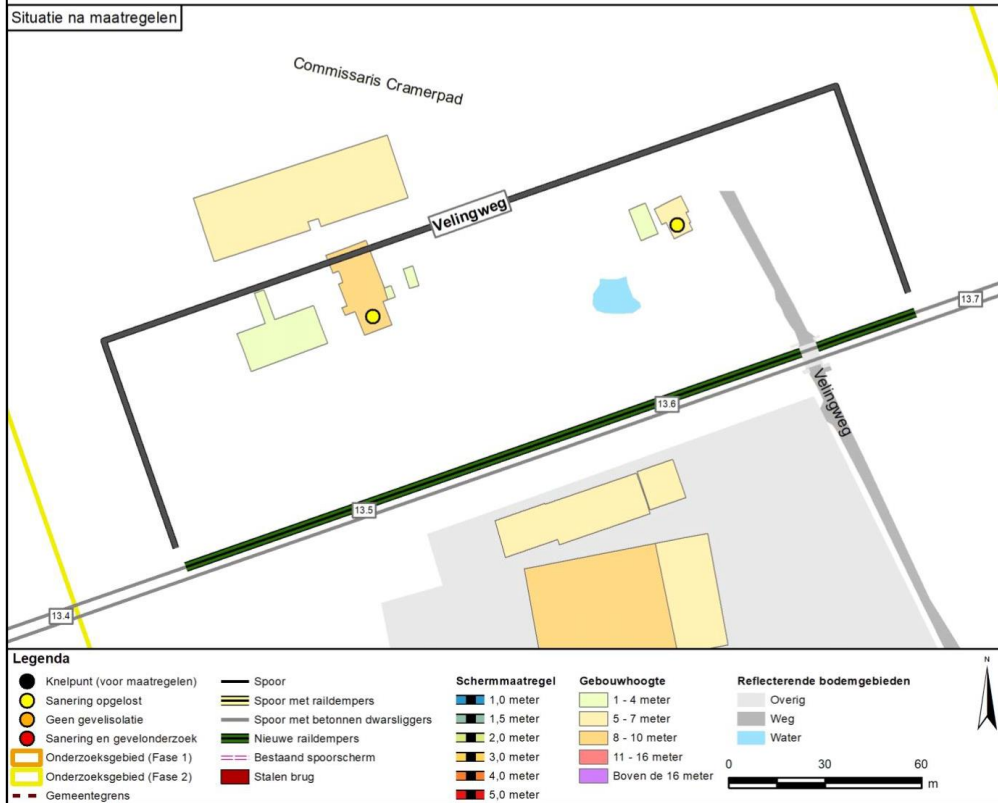 Situatie na maatregelen
Commissaris Cramerpad
Velingweg
13.7
Velingweg
13.6
13.5
13.4
Legenda
Knelpunt (voor maatregelen)
Sanering opgelost
Geen gevelisolatie
Sanering en gevelonderzoek
Onderzoeksgebied (Fase 1)
Onderzoeksgebied (Fase 2)
Gemeentegrens
Spoor
Spoor met raildempers
Spoor met betonnen dwarsliggers
Nieuwe raildempers
Bestaand spoorscherm
Stalen brug
Schermmaatregel
1,0 meter
1,5 meter
2,0 meter
3,0 meter
4,0 meter
5,0 meter
Gebouwhoogte
1 - 4 meter
5 - 7 meter
8 - 10 meter
11 - 16 meter
Boven de 16 meter
Reflecterende bodemgebieden
Overig
Weg
Water
N
0 30 60
m